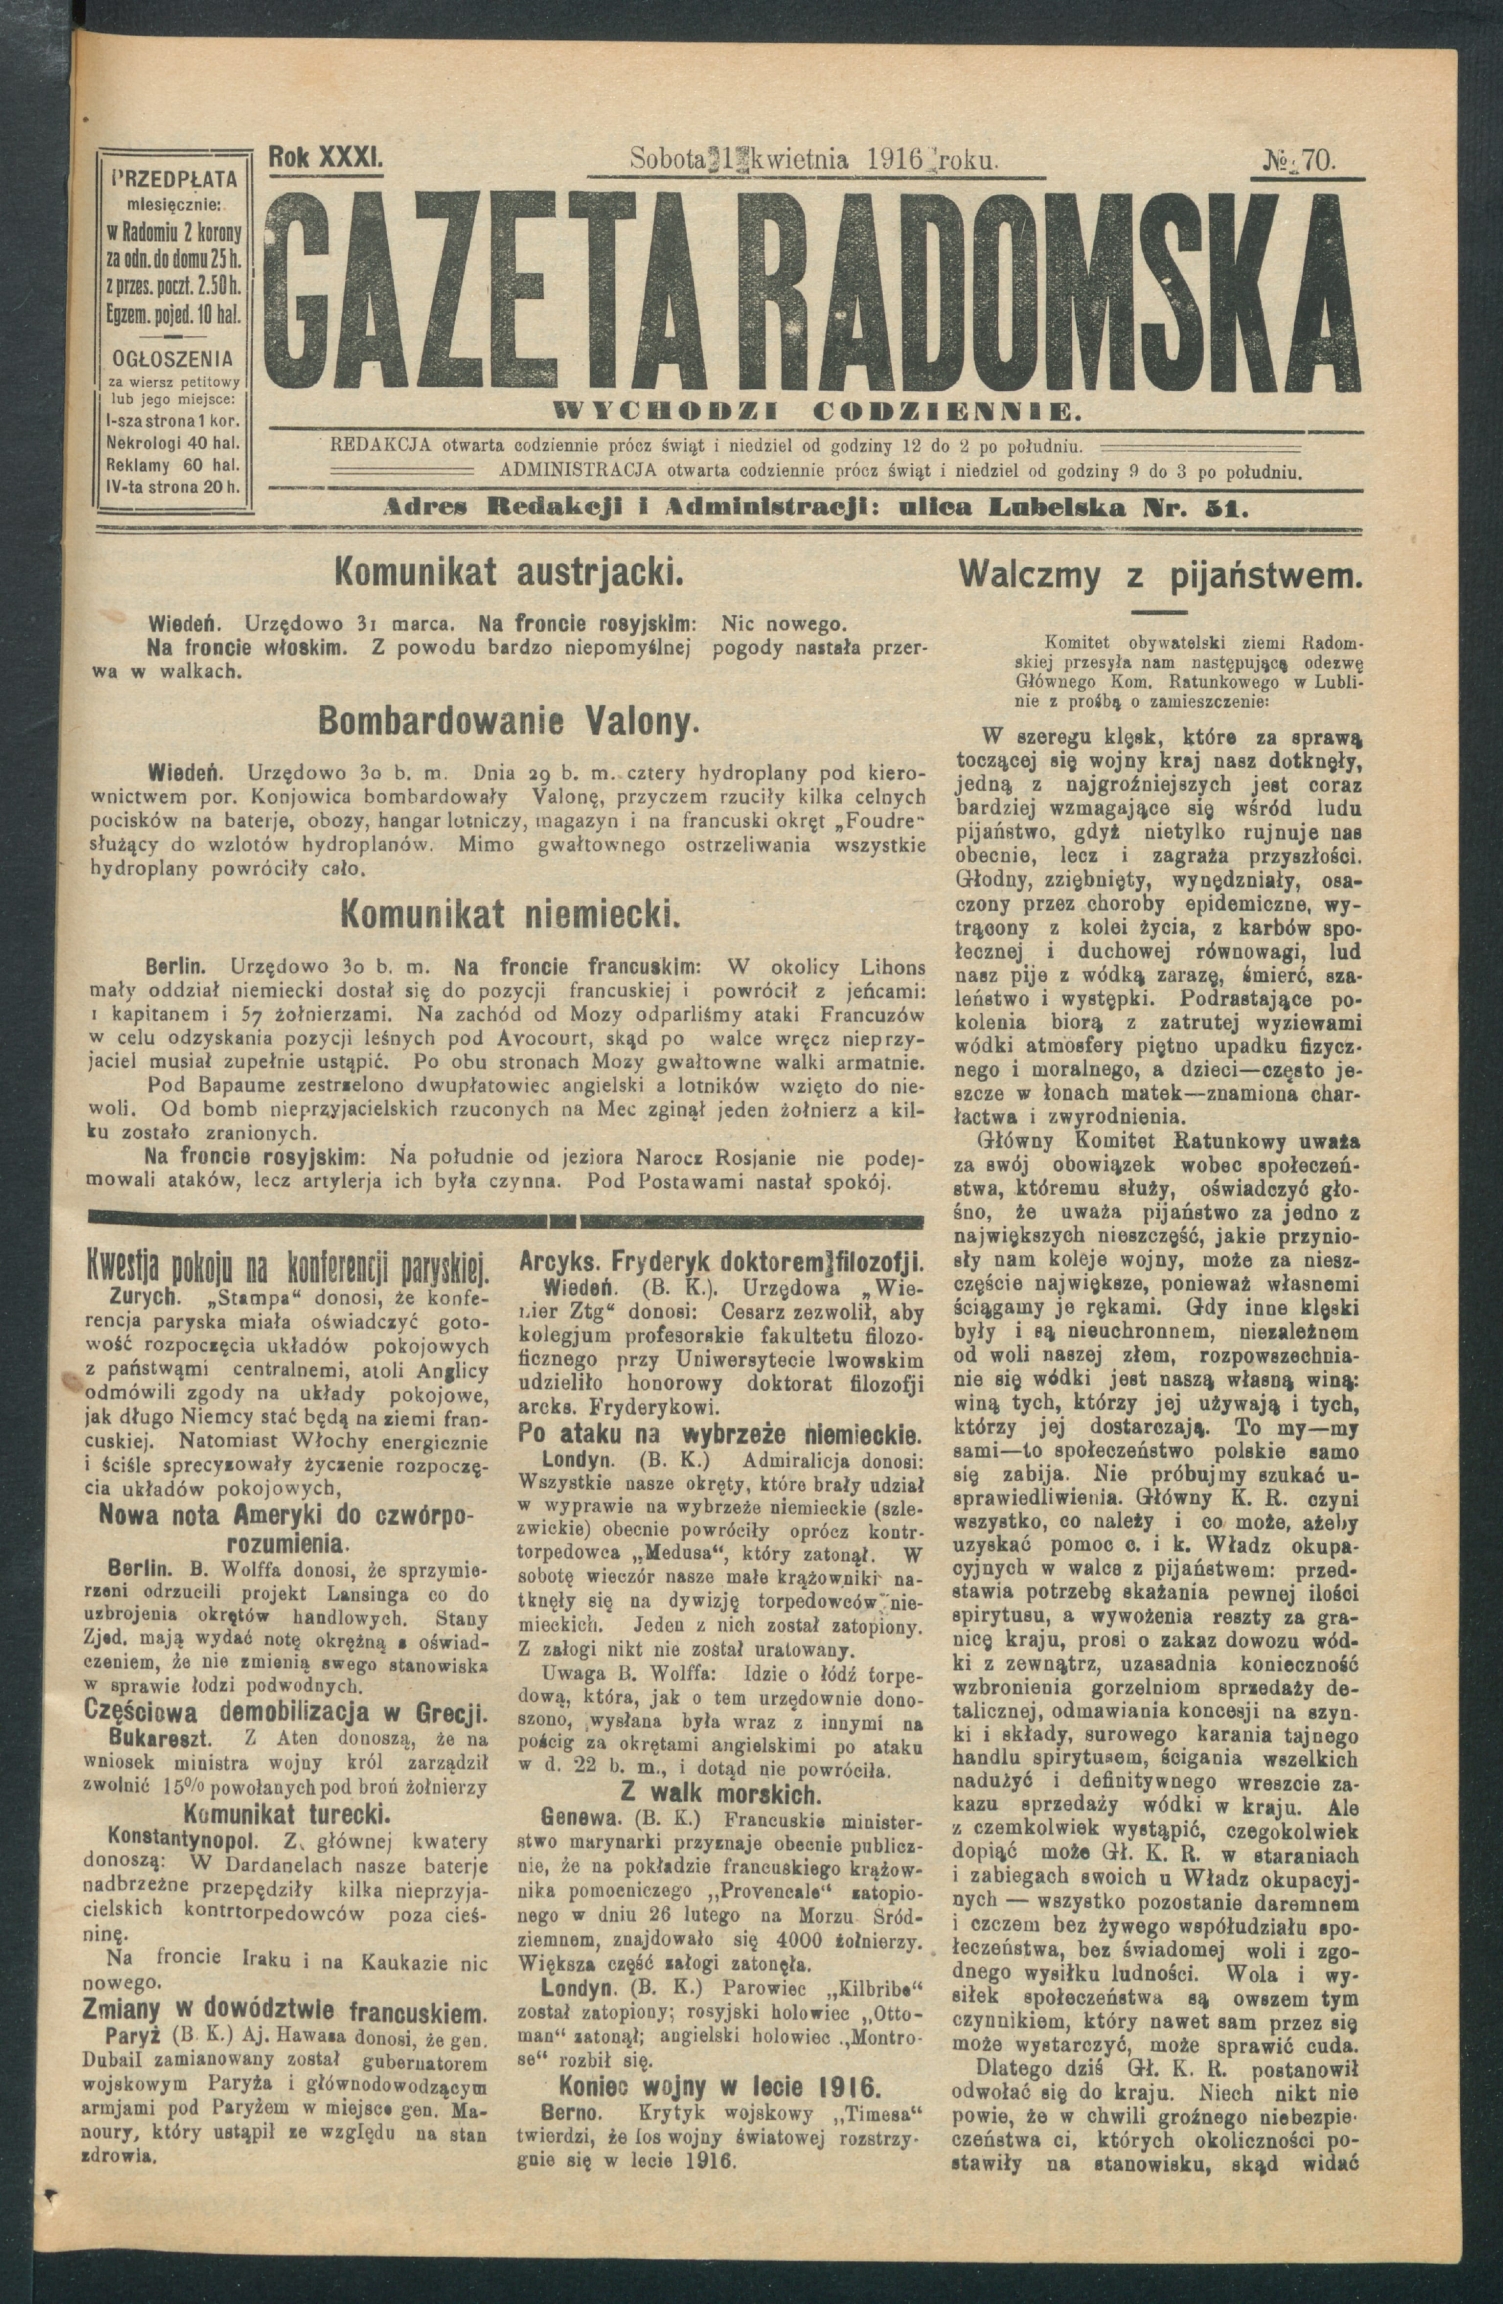 Rok XXXI.
Sobota 1 kwietnia 1916 roku.
№ 70.
PRZEDPŁATA
miesięcznie:
w Radomiu 2 korony
za odn. do domu 25 h.
z przes. poczt. 2.50 h.
Egzem. pojed. 10 hal.
OGŁOSZENIA
za wiersz petitowy
lub jego miejsce:
I-sza strona 1 kor.
Nekrologi 40 hal.
Reklamy 60 hal.
IV-ta strona 20 h.
GAZETA RADOMSKA
WYCHODZI CODZIENNIE.
REDAKCJA otwarta codziennie prócz świąt i niedziel od godziny 12 do 2 po południu.
ADMINISTRACJA otwarta codziennie prócz świąt i niedziel od godziny 9 do 3 po południu.
Adres Redakcji i Administracji: ulica Lubelska Nr. 51.
Komunikat austrjacki.
Wiedeń. Urzędowo 31 marca. Na froncie rosyjskim: Nic nowego.
Na froncie włoskim. Z powodu bardzo niepomyślnej pogody nastała przer-
wa w walkach.
Bombardowanie Valony.
Wiedeń. Urzędowo 30 b. m. Dnia 29 b. m. cztery hydroplany pod kiero-
wnictwem por. Konjowica bombardowały Valonę, przyczem rzuciły kilka celnych
pocisków na baterje, obozy, hangar lotniczy, magazyn i na francuski okręt „Foudre"
służący do wzlotów hydroplanów. Mimo gwałtownego ostrzeliwania wszystkie
hydroplany powróciły cało.
Komunikat niemiecki.
Berlin. Urzędowo 30 b. m. Na froncie francuskim: W okolicy Lihons
mały oddział niemiecki dostał się do pozycji francuskiej i powrócił z jeńcami:
1 kapitanem i 57 żołnierzami. Na zachód od Mozy odparliśmy ataki Francuzów
w celu odzyskania pozycji leśnych pod Avocourt, skąd po walce wręcz nieprzy-
jaciel musiał zupełnie ustąpić. Po obu stronach Mozy gwałtowne walki armatnie.
Pod Bapaume zestrzelono dwupłatowiec angielski a lotników wzięto do nie-
woli. Od bomb nieprzyjacielskich rzuconych na Mec zginął jeden żołnierz a kil-
ku zostało zranionych.
Na froncie rosyjskim: Na południe od jeziora Narocz Rosjanie nie podej-
mowali ataków, lecz artylerja ich była czynna. Pod Postawami nastał spokój.
Kwestja pokoju na konferencji paryskiej.
Zurych. „Stampa" donosi, że konfe-
rencja paryska miała oświadczyć goto-
wość rozpoczęcia układów pokojowych
z państwami centralnemi, atoli Anglicy
odmówili zgody na układy pokojowe,
jak długo Niemcy stać będą na ziemi fran-
cuskiej. Natomiast Włochy energicznie
i ściśle sprecyzowały życzenie rozpoczę-
cia układów pokojowych,
Nowa nota Ameryki do czwórpo-
rozumienia.
Berlin. B. Wolffa donosi, że sprzymie-
rzeni odrzucili projekt Lansinga co do
uzbrojenia okrętów handlowych. Stany
Zjed. mają wydać notę okrężną z oświad-
czeniem, że nie zmienią swego stanowiska
w sprawie łodzi podwodnych.
Częściowa demobilizacja w Grecji.
Bukareszt. Z Aten donoszą, że na
wniosek ministra wojny król zarządził
zwolnić 15% powołanych pod broń żołnierzy
Komunikat turecki.
Konstantynopol. Z głównej kwatery
donoszą: W Dardanelach nasze baterje
nadbrzeżne przepędziły kilka nieprzyja-
cielskich kontrtorpedowców poza cieś-
ninę.
Na froncie Iraku i na Kaukazie nic
nowego.
Zmiany w dowództwie francuskiem.
Paryż (B. K.) Aj. Hawasa donosi, że gen.
Dubail zamianowany został gubernatorem
wojskowym Paryża i głównodowodzącym
armjami pod Paryżem w miejsce gen. Ma-
noury, który ustąpił ze względu na stan
zdrowia.
Arcyks. Fryderyk doktorem filozofji.
Wiedeń. (B. K.). Urzędowa „Wie-
ner Ztg" donosi: Cesarz zezwolił, aby
kolegjum profesorskie fakultetu filozo-
ficznego przy Uniwersytecie lwowskim
udzieliło honorowy doktorat filozofji
arcks. Fryderykowi.
Po ataku na wybrzeże niemieckie.
Londyn. (B. K.) Admiralicja donosi:
Wszystkie nasze okręty, które brały udział
w wyprawie na wybrzeże niemieckie (szle-
zwickie) obecnie powróciły oprócz kontr-
torpedowca „Medusa", który zatonął. W
sobotę wieczór nasze małe krążowniki na-
tknęły się na dywizję torpedowców nie-
mieckich. Jeden z nich został zatopiony.
Z załogi nikt nie został uratowany.
Uwaga B. Wolffa: Idzie o łódź torpe-
dową, która, jak o tem urzędownie dono-
szono, wysłana była wraz z innymi na
pościg za okrętami angielskimi po ataku
w d. 22 b. m., i dotąd nie powróciła.
Z walk morskich.
Genewa. (B. K.) Francuskie minister-
stwo marynarki przyznaje obecnie publicz-
nie, że na pokładzie francuskiego krążow-
nika pomocniczego „Provencale" zatopio-
nego w dniu 26 lutego na Morzu Śród-
ziemnem, znajdowało się 4000 żołnierzy.
Większa część załogi zatonęła.
Londyn. (B. K.) Parowiec „Kilbribe"
został zatopiony; rosyjski holowiec „Otto-
man" zatonął; angielski holowiec „Montro-
se" rozbił się.
Koniec wojny w lecie 1916.
Berno. Krytyk wojskowy „Timesa"
twierdzi, że los wojny światowej rozstrzy-
gnie się w lecie 1916.
Walczmy z pijaństwem.
Komitet obywatelski ziemi Radom-
skiej przesyła nam następującą odezwę
Głównego Kom. Ratunkowego w Lubli-
nie z prośbą o zamieszczenie:
W szeregu klęsk, które za sprawą
toczącej się wojny kraj nasz dotknęły,
jedną z najgroźniejszych jest coraz
bardziej wzmagające się wśród ludu
pijaństwo, gdyż nietylko rujnuje nas
obecnie, lecz i zagraża przyszłości.
Głodny, zziębnięty, wynędzniały, osa-
czony przez choroby epidemiczne, wy-
trącony z kolei życia, z karbów spo-
łecznej i duchowej równowagi, lud
nasz pije z wódką zarazę, śmierć, sza-
leństwo i występki. Podrastające po-
kolenia biorą z zatrutej wyziewami
wódki atmosfery piętno upadku fizycz-
nego i moralnego, a dzieci—często je-
szcze w łonach matek—znamiona char-
łactwa i zwyrodnienia.
Główny Komitet Ratunkowy uważa
za swój obowiązek wobec społeczeń-
stwa, któremu służy, oświadczyć gło-
śno, że uważa pijaństwo za jedno z
największych nieszczęść, jakie przynio-
sły nam koleje wojny, może za niesz-
częście największe, ponieważ własnemi
ściągamy je rękami. Gdy inne klęski
były i są nieuchronnem, niezależnem
od woli naszej złem, rozpowszechnia-
nie się wódki jest naszą własną winą:
winą tych, którzy jej używają i tych,
którzy jej dostarczają. To my—my
sami—to społeczeństwo polskie samo
się zabija. Nie próbujmy szukać u-
sprawiedliwienia. Główny K. R. czyni
wszystko, co należy i co może, ażeby
uzyskać pomoc c. i k. Władz okupa-
cyjnych w walce z pijaństwem: przed-
stawia potrzebę skażania pewnej ilości
spirytusu, a wywożenia reszty za gra-
nicę kraju, prosi o zakaz dowozu wód-
ki z zewnątrz, uzasadnia konieczność
wzbronienia gorzelniom sprzedaży de-
talicznej, odmawiania koncesji na szyn-
ki i składy, surowego karania tajnego
handlu spirytusem, ścigania wszelkich
nadużyć i definitywnego wreszcie za-
kazu sprzedaży wódki w kraju. Ale
z czemkolwiek wystąpić, czegokolwiek
dopiąć może Gł. K. R. w staraniach
i zabiegach swoich u Władz okupacyj-
nych — wszystko pozostanie daremnem
i czczem bez żywego współudziału spo-
łeczeństwa, bez świadomej woli i zgo-
dnego wysiłku ludności. Wola i wy-
siłek społeczeństwa są owszem tym
czynnikiem, który nawet sam przez się
może wystarczyć, może sprawić cuda.
Dlatego dziś Gł. K. R. postanowił
odwołać się do kraju. Niech nikt nie
powie, że w chwili groźnego niebezpie-
czeństwa ci, których okoliczności po-
stawiły na stanowisku, skąd widać